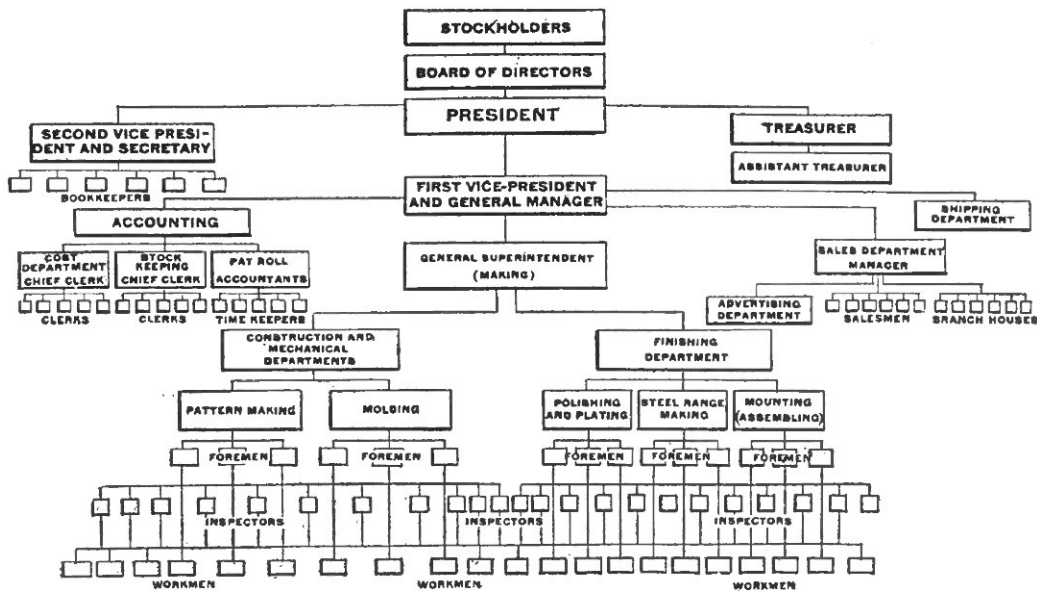 STOCKHOLDERS
BOARD OF DIRECTORS
PRESIDENT
SECOND VICE PRESI-
DENT AND SECRETARY
TREASURER
ASSISTANT TREASURER
BOOKKEEPERS
FIRST VICE-PRESIDENT
AND GENERAL MANAGER
SHIPPING
DEPARTMENT
ACCOUNTING
COST
DEPARTMENT
CHIEF CLERK
STOCK
KEEPING
CHIEF CLERK
PAY ROLL
ACCOUNTANTS
GENERAL SUPERINTENDENT
(MAKING)
SALES DEPARTMENT
MANAGER
CLERKS
CLERKS
TIME KEEPERS
ADVERTISING
DEPARTMENT
SALESMEN
BRANCH HOUSES
CONSTRUCTION AND
MECHANICAL
DEPARTMENTS
FINISHING
DEPARTMENT
PATTERN MAKING
MOLDING
POLISHING
AND PLATING
STEEL RANGE
MAKING
MOUNTING
(ASSEMBLING)
FOREMEN
FOREMEN
FOREMEN
FOREMEN
FOREMEN
INSPECTORS
INSPECTORS
INSPECTORS
WORKMEN
WORKMEN
WORKMEN